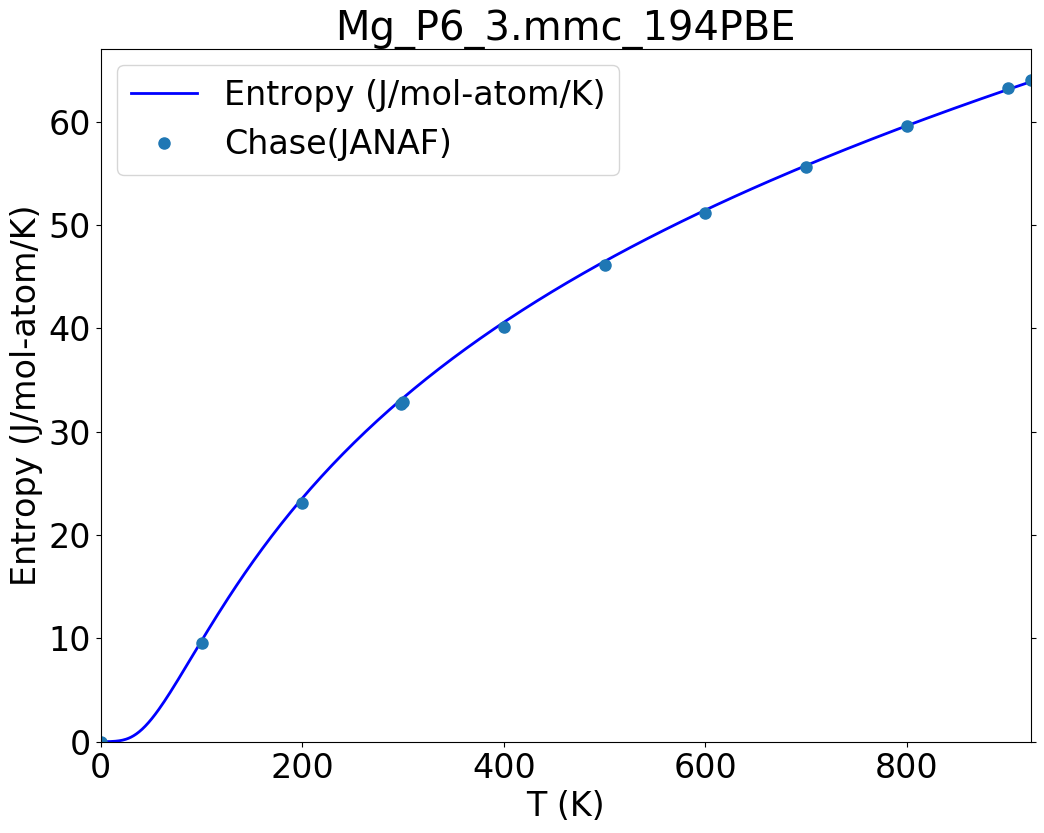 Mg_P6_3.mmc_194PBE
Entropy (J/mol-atom/K)
Chase(JANAF)
Entropy (J/mol-atom/K)
60
50
40
30
20
10
0
0 200 400 600 800
T (K)